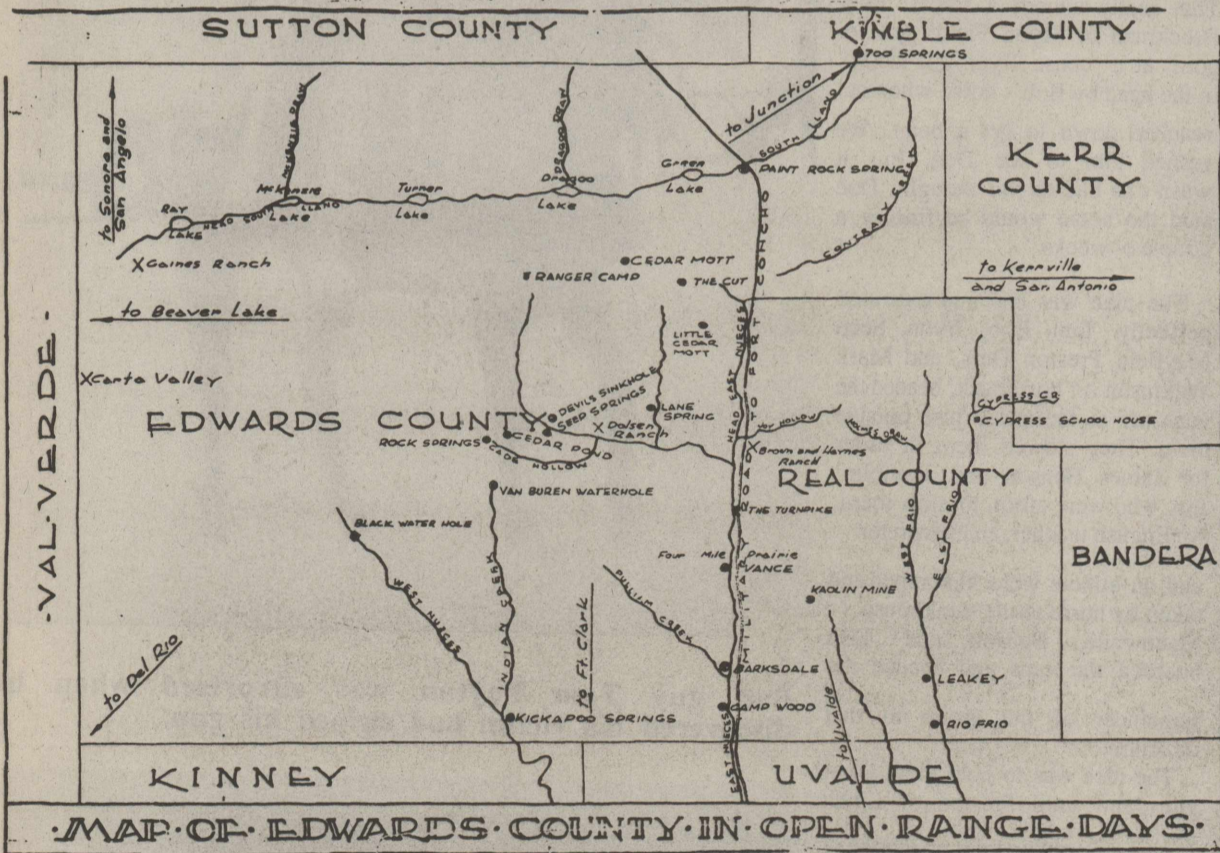 SUTTON COUNTY
KIMBLE COUNTY
700 SPRINGS
to Junction
SOUTH LLANO
KERR
COUNTY
to Sonora and
San Angelo
MCKENZIE DRAW
DRAGOO DRAW
PAINT ROCK SPRING
Green
Lake
Dragoo
Lake
Turner
Lake
McKenzie
Lake
Ray
Lake
HEAD SOUTH LLANO
CONTRARY CREEK
X Gaines Ranch
RANGER CAMP
CEDAR MOTT
THE CUT
to Kerrville
and San Antonio
to Beaver Lake
LITTLE
CEDAR
MOTT
HEAD EAST NUECES
X Carta Valley
-VAL-VERDE-
EDWARDS COUNTY
DEVILS SINKHOLE
SEEP SPRINGS
LANE
SPRING
X Dolsen
Ranch
ROCK SPRINGS
CEDAR POND
CADE HOLLOW
HOLLOW
DRAW
CYPRESS CR.
CYPRESS SCHOOL HOUSE
X Brown and Haynes
Ranch
REAL COUNTY
VAN BUREN WATERHOLE
THE TURNPIKE
WEST FRIO
EAST FRIO
BLACK WATER HOLE
Four Mile Prairie
VANCE
BANDERA
KAOLIN MINE
WEST NUECES
INDIAN CREEK
PULLIAM CREEK
MILITARY ROAD
to Ft. Clark
to Del Rio
BARKSDALE
LEAKEY
KICKAPOO SPRINGS
CAMP WOOD
to Uvalde
RIO FRIO
EAST NUECES
KINNEY
UVALDE
·MAP·OF·EDWARDS·COUNTY·IN·OPEN·RANGE·DAYS·